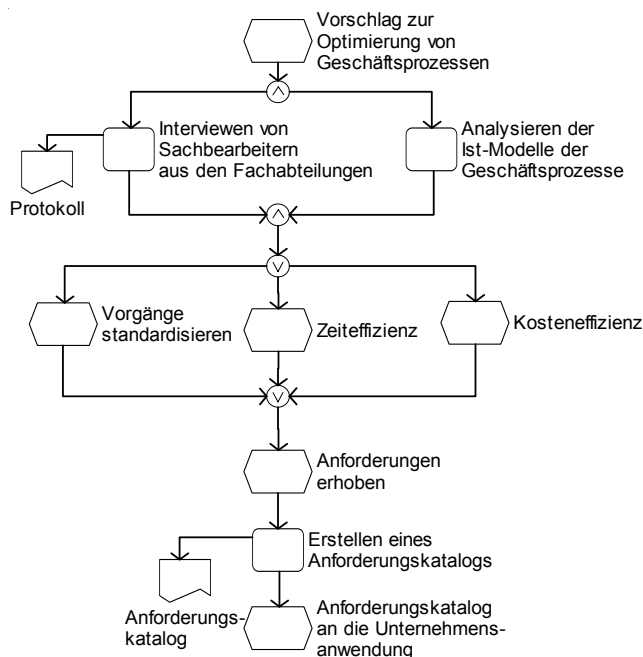 Vorschlag zur
Optimierung von
Geschäftsprozessen
Interviewen von
Sachbearbeitern
aus den Fachabteilungen
Analysieren der
Ist-Modelle der
Geschäftsprozesse
Protokoll
Vorgänge
standardisieren
Zeiteffizienz
Kosteneffizienz
Anforderungen
erhoben
Erstellen eines
Anforderungskatalogs
Anforderungs-
katalog
Anforderungskatalog
an die Unternehmens-
anwendung